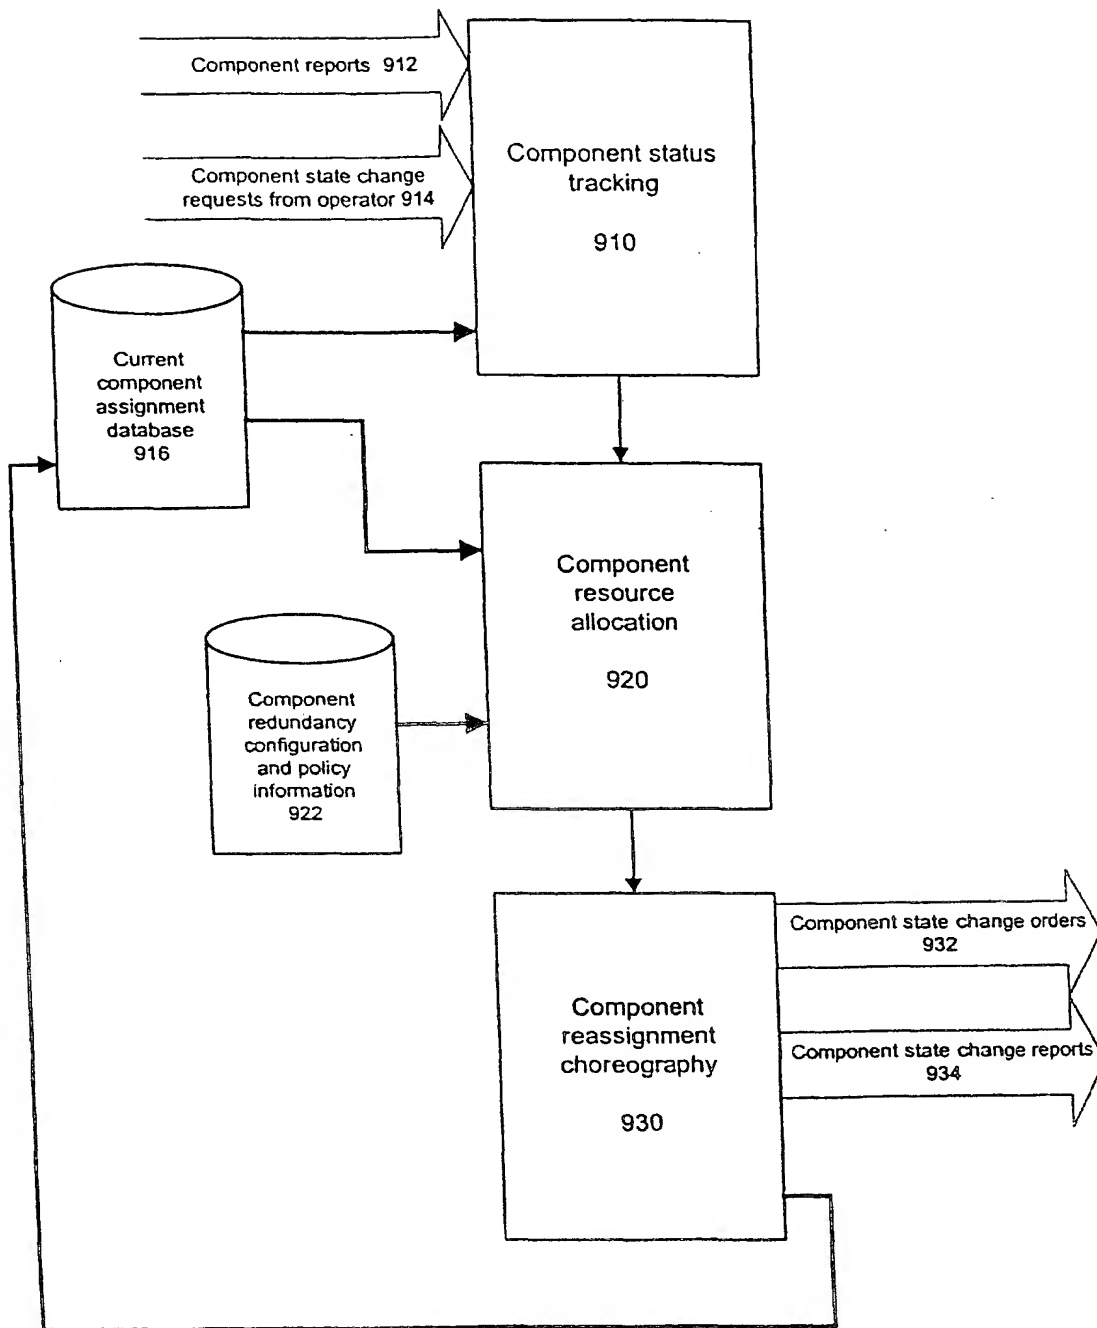 Component reports 912
Component state change
requests from operator 914
Component status
tracking
910
Current
component
assignment
database
916
Component
resource
allocation
920
Component
redundancy
configuration
and policy
information
922
Component state change orders
932
Component
reassignment
choreography
930
Component state change reports
934